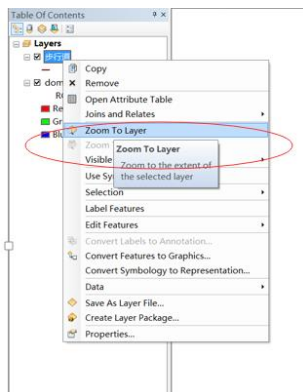 Table Of Contents
Layers
步行道
dom
Copy
Remove
Open Attribute Table
Joins and Relates
Zoom To Layer
Zoom
Zoom To Layer
Visible
Zoom to the extent of
the selected layer
Use Sy
Selection
Label Features
Edit Features
Convert Labels to Annotation...
Convert Features to Graphics...
Convert Symbology to Representation...
Data
Save As Layer File...
Create Layer Package...
Properties...
Re
Gr
Bl